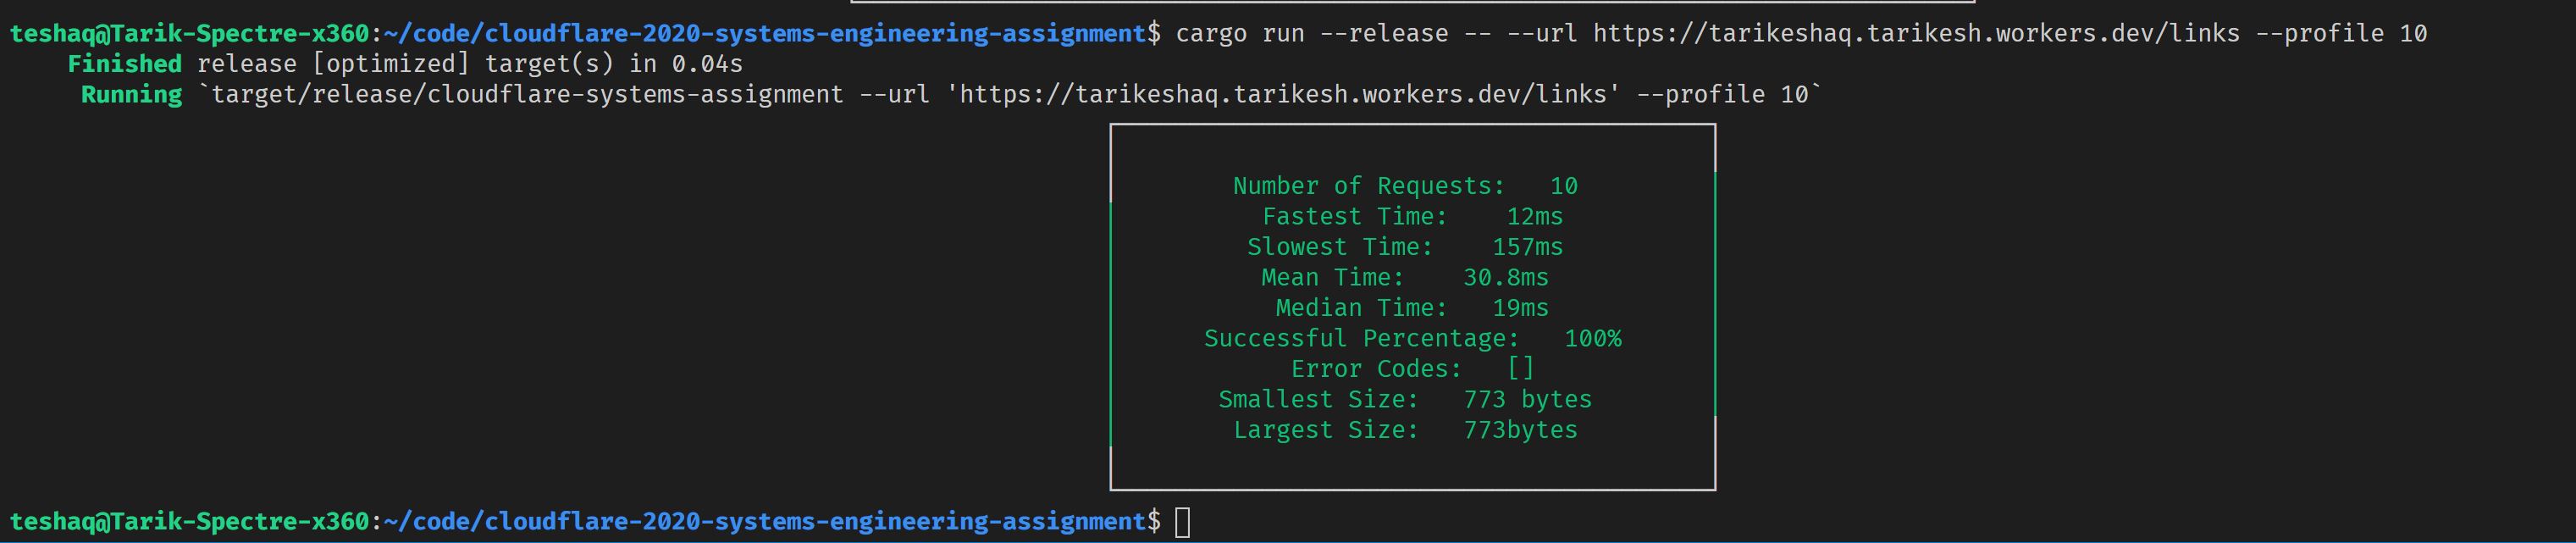 teshaq@Tarik-Spectre-x360:~/code/cloudflare-2020-systems-engineering-assignment$ cargo run --release -- --url https://tarikeshaq.tarikesh.workers.dev/links --profile 10
Finished release [optimized] target(s) in 0.04s
Running `target/release/cloudflare-systems-assignment --url 'https://tarikeshaq.tarikesh.workers.dev/links' --profile 10`
Number of Requests: 10
Fastest Time: 12ms
Slowest Time: 157ms
Mean Time: 30.8ms
Median Time: 19ms
Successful Percentage: 100%
Error Codes: []
Smallest Size: 773 bytes
Largest Size: 773bytes
teshaq@Tarik-Spectre-x360:~/code/cloudflare-2020-systems-engineering-assignment$